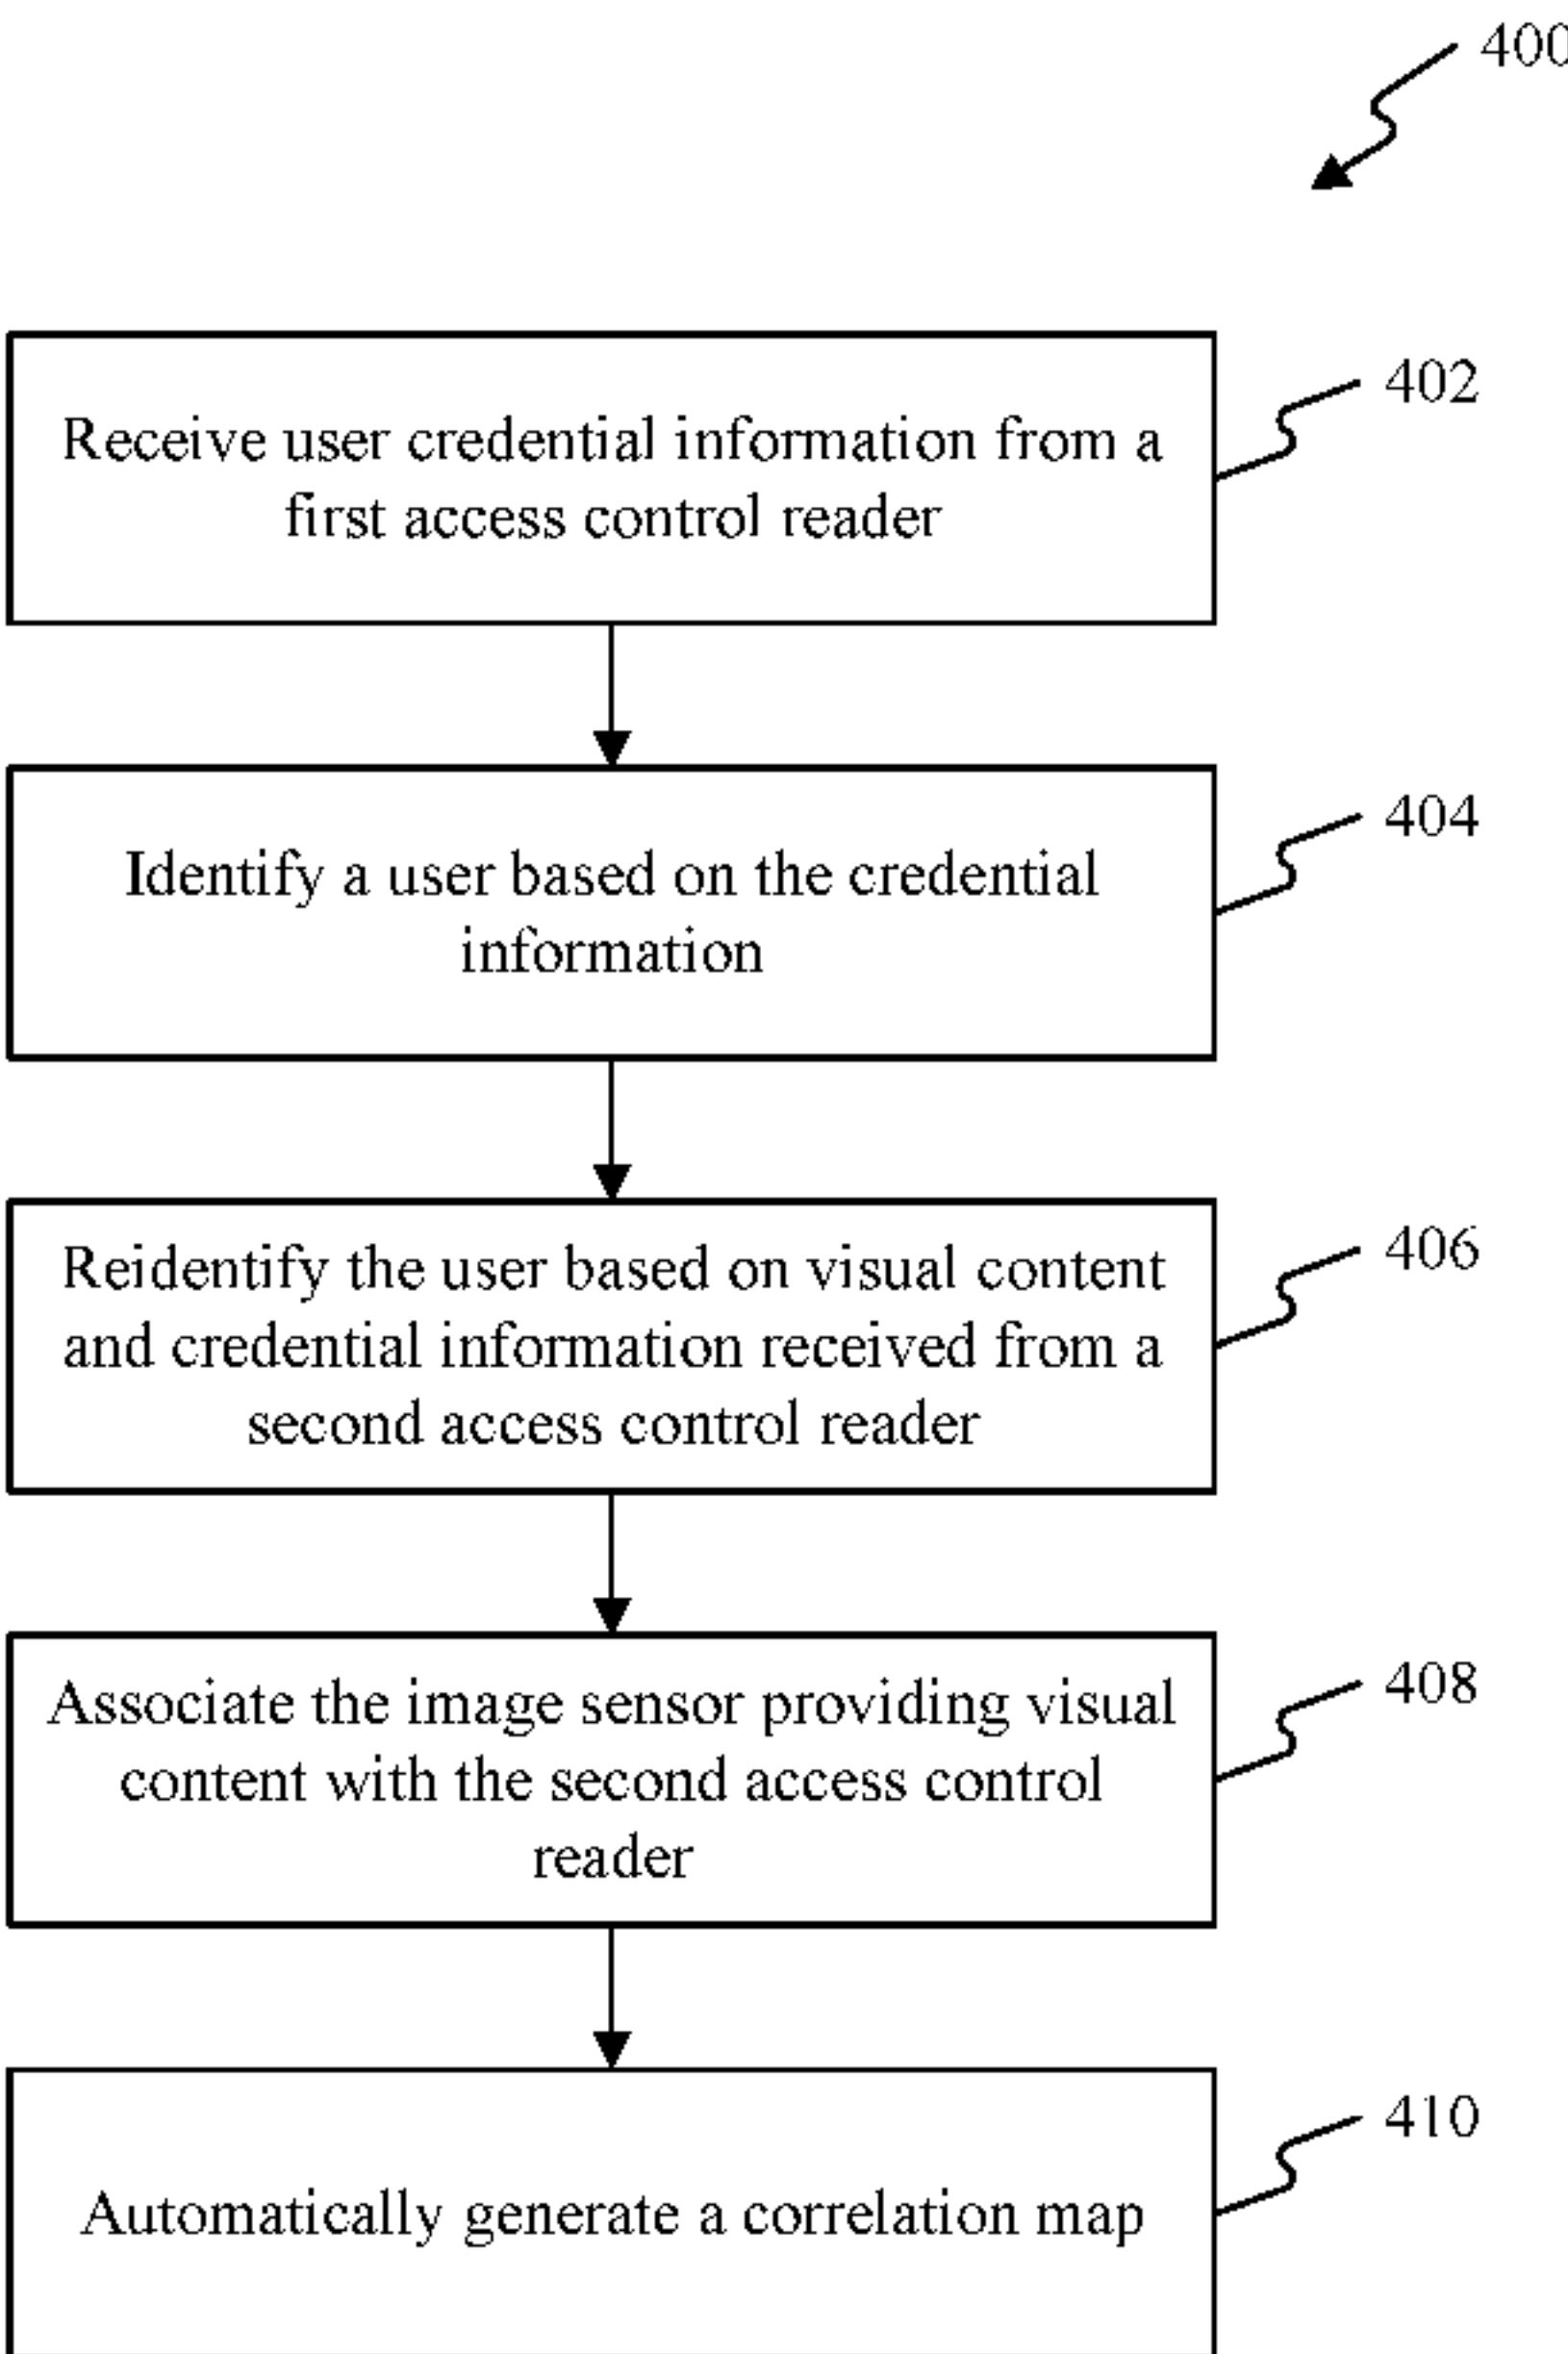 400
402
Receive user credential information from a
first access control reader
404
Identify a user based on the credential
information
406
Reidentify the user based on visual content
and credential information received from a
second access control reader
408
Associate the image sensor providing visual
content with the second access control
reader
410
Automatically generate a correlation map